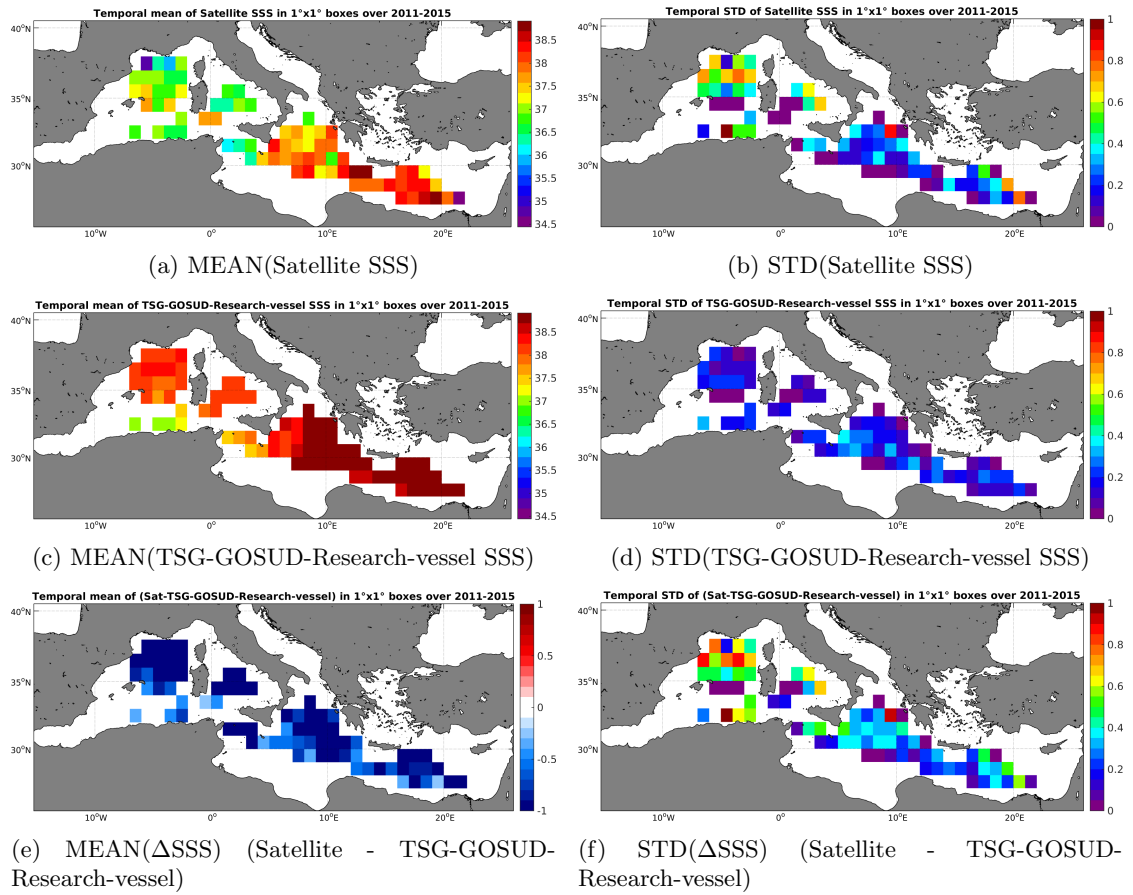 Temporal mean of Satellite SSS in 1°x1° boxes over 2011-2015
40°N
35°N
30°N
10°W
0°
10°E
20°E
38.5
38
37.5
37
36.5
36
35.5
35
34.5
(a) MEAN(Satellite SSS)
Temporal STD of Satellite SSS in 1°x1° boxes over 2011-2015
40°N
35°N
30°N
10°W
0°
10°E
20°E
1
0.8
0.6
0.4
0.2
0
(b) STD(Satellite SSS)
Temporal mean of TSG-GOSUD-Research-vessel SSS in 1°x1° boxes over 2011-2015
40°N
35°N
30°N
10°W
0°
10°E
20°E
38.5
38
37.5
37
36.5
36
35.5
35
34.5
(c) MEAN(TSG-GOSUD-Research-vessel SSS)
Temporal STD of TSG-GOSUD-Research-vessel SSS in 1°x1° boxes over 2011-2015
40°N
35°N
30°N
10°W
0°
10°E
20°E
1
0.8
0.6
0.4
0.2
0
(d) STD(TSG-GOSUD-Research-vessel SSS)
Temporal mean of (Sat-TSG-GOSUD-Research-vessel) in 1°x1° boxes over 2011-2015
40°N
35°N
30°N
10°W
0°
10°E
20°E
1
0.5
0
-0.5
-1
(e) MEAN(ΔSSS) (Satellite - TSG-GOSUD-
Research-vessel)
Temporal STD of (Sat-TSG-GOSUD-Research-vessel) in 1°x1° boxes over 2011-2015
40°N
35°N
30°N
10°W
0°
10°E
20°E
1
0.8
0.6
0.4
0.2
0
(f) STD(ΔSSS) (Satellite - TSG-GOSUD-
Research-vessel)